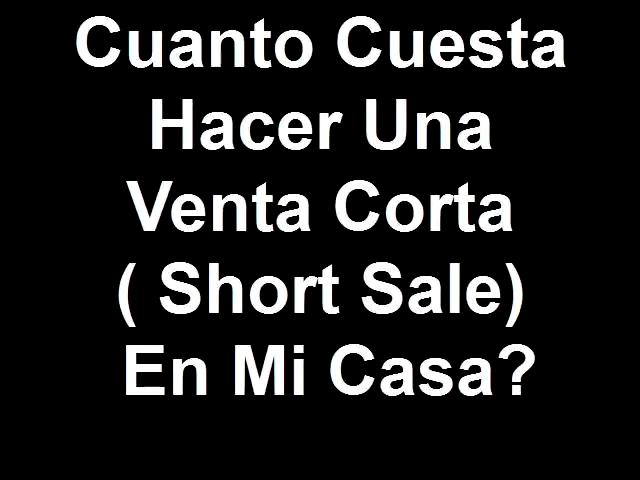 Cuanto Cuesta
Hacer Una
Venta Corta
( Short Sale)
En Mi Casa?